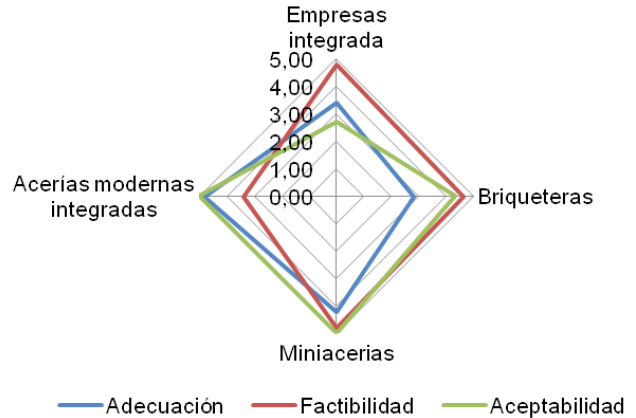 Empresas
integrada
5,00
4,00
3,00
2,00
1,00
0,00
Acerías modernas
integradas
Briqueteras
Miniacerias
Adecuación
Factibilidad
Aceptabilidad